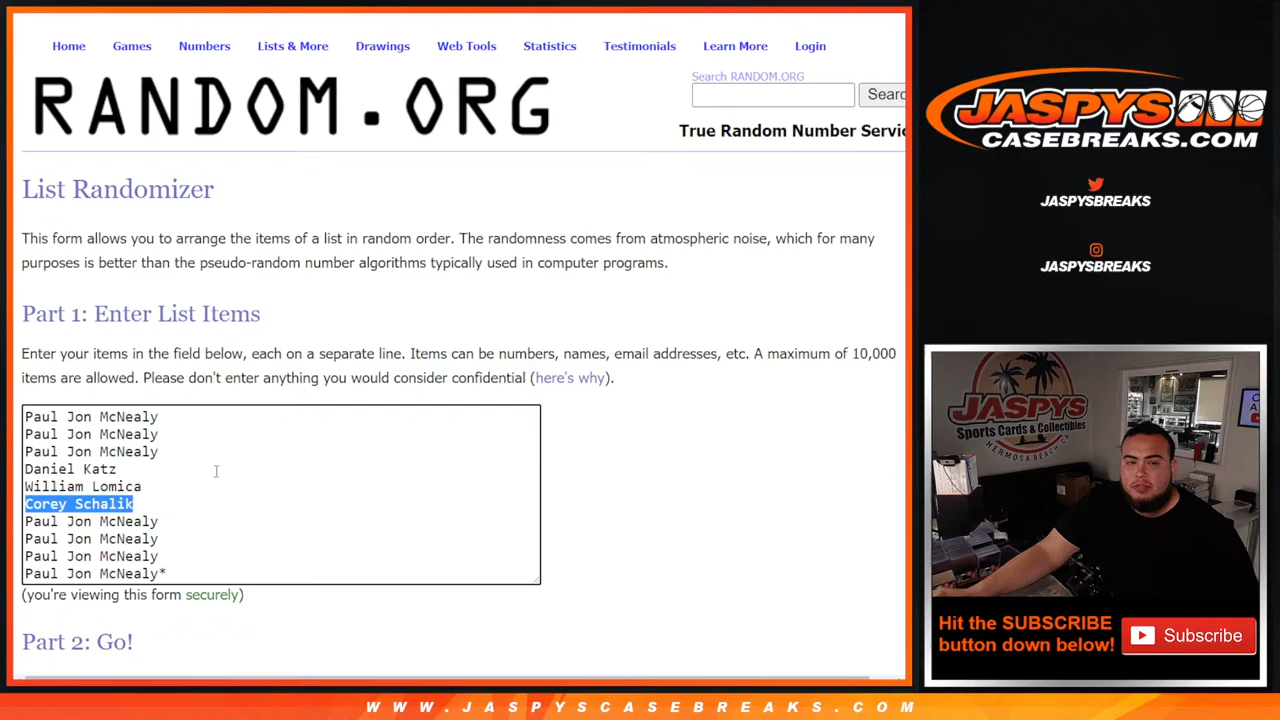 Home Games Numbers Lists & More Drawings Web Tools Statistics Testimonials Learn More Login
RANDOM.ORG
Search RANDOM.ORG
Searc
True Random Number Servic
List Randomizer
This form allows you to arrange the items of a list in random order. The randomness comes from atmospheric noise, which for many
purposes is better than the pseudo-random number algorithms typically used in computer programs.
Part 1: Enter List Items
Enter your items in the field below, each on a separate line. Items can be numbers, names, email addresses, etc. A maximum of 10,000
items are allowed. Please don't enter anything you would consider confidential (here's why).
Paul Jon McNealy
Paul Jon McNealy
Paul Jon McNealy
Daniel Katz
William Lomica
Corey Schalik
Paul Jon McNealy
Paul Jon McNealy
Paul Jon McNealy
Paul Jon McNealy*
(you're viewing this form securely)
Part 2: Go!
JASPYS
CASEBREAKS.COM
JASPYSBREAKS
JASPYSBREAKS
JASPYS
Sports Cards & Collectibles
HERMOSA BEACH, CA
Hit the SUBSCRIBE
button down below!
Subscribe
WWW.JASPYSCASEBREAKS.COM